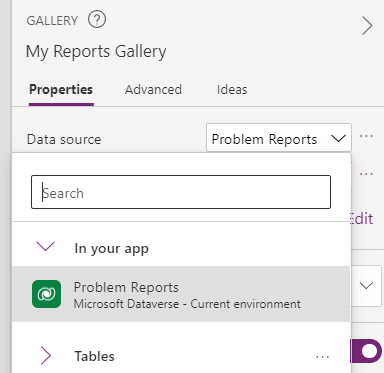 GALLERY ?
My Reports Gallery
Properties Advanced Ideas
Data source Problem Reports
Search
Edit
In your app
Problem Reports
Microsoft Dataverse - Current environment
Tables